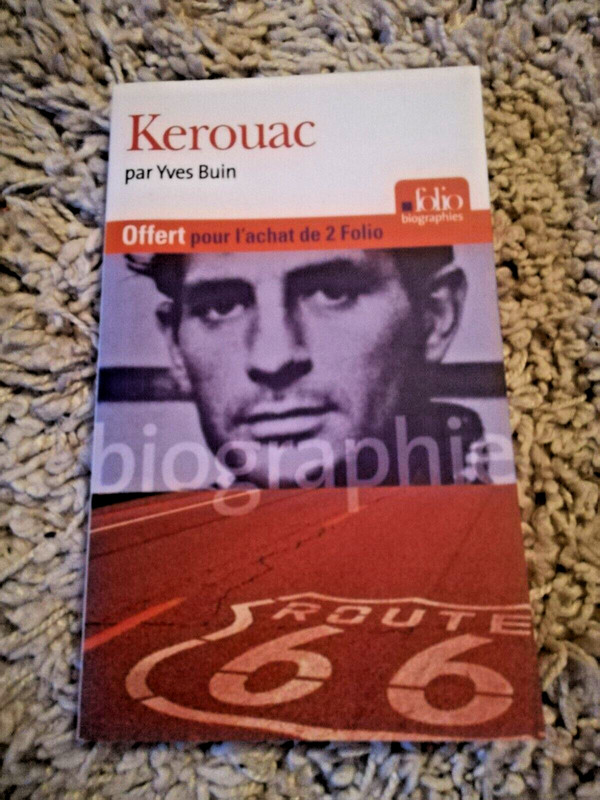 Kerouac
par Yves Buin
folio
biographies
Offert pour l'achat de 2 Folio
biographie
ROUTE
66